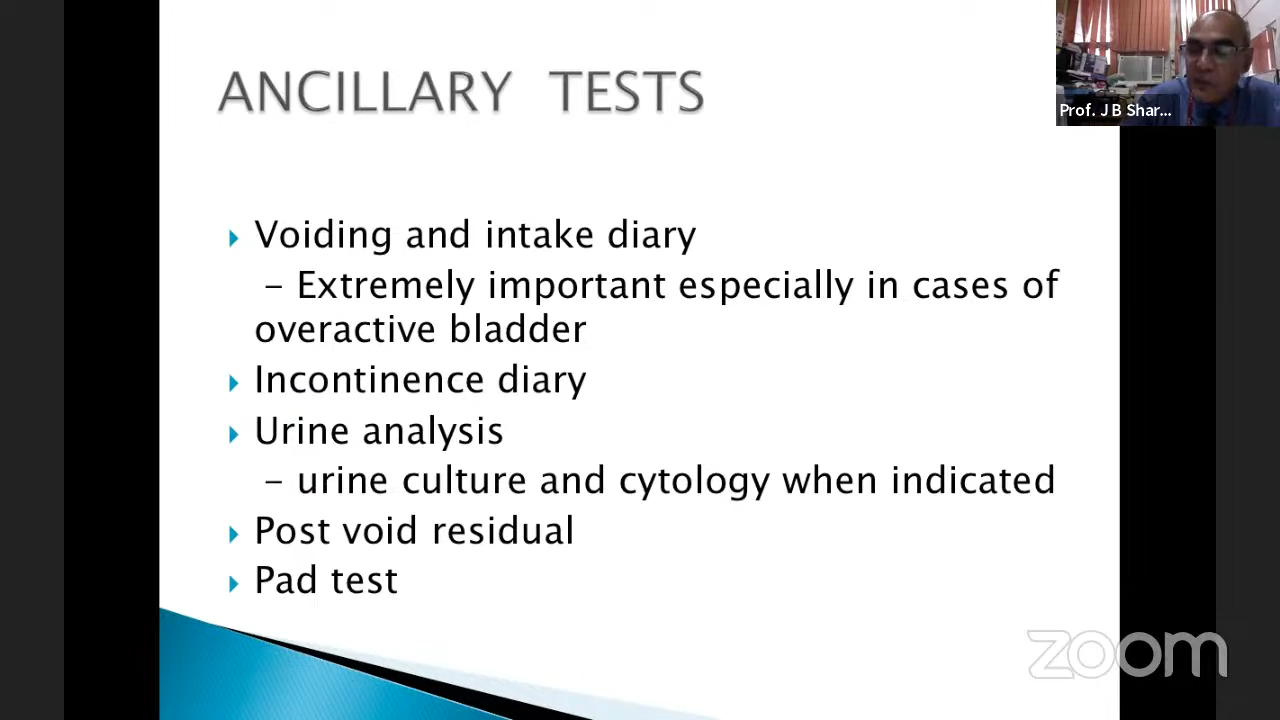 ANCILLARY TESTS
Prof. J B Shar...
Voiding and intake diary
– Extremely important especially in cases of
overactive bladder
Incontinence diary
Urine analysis
– urine culture and cytology when indicated
Post void residual
Pad test
zoom